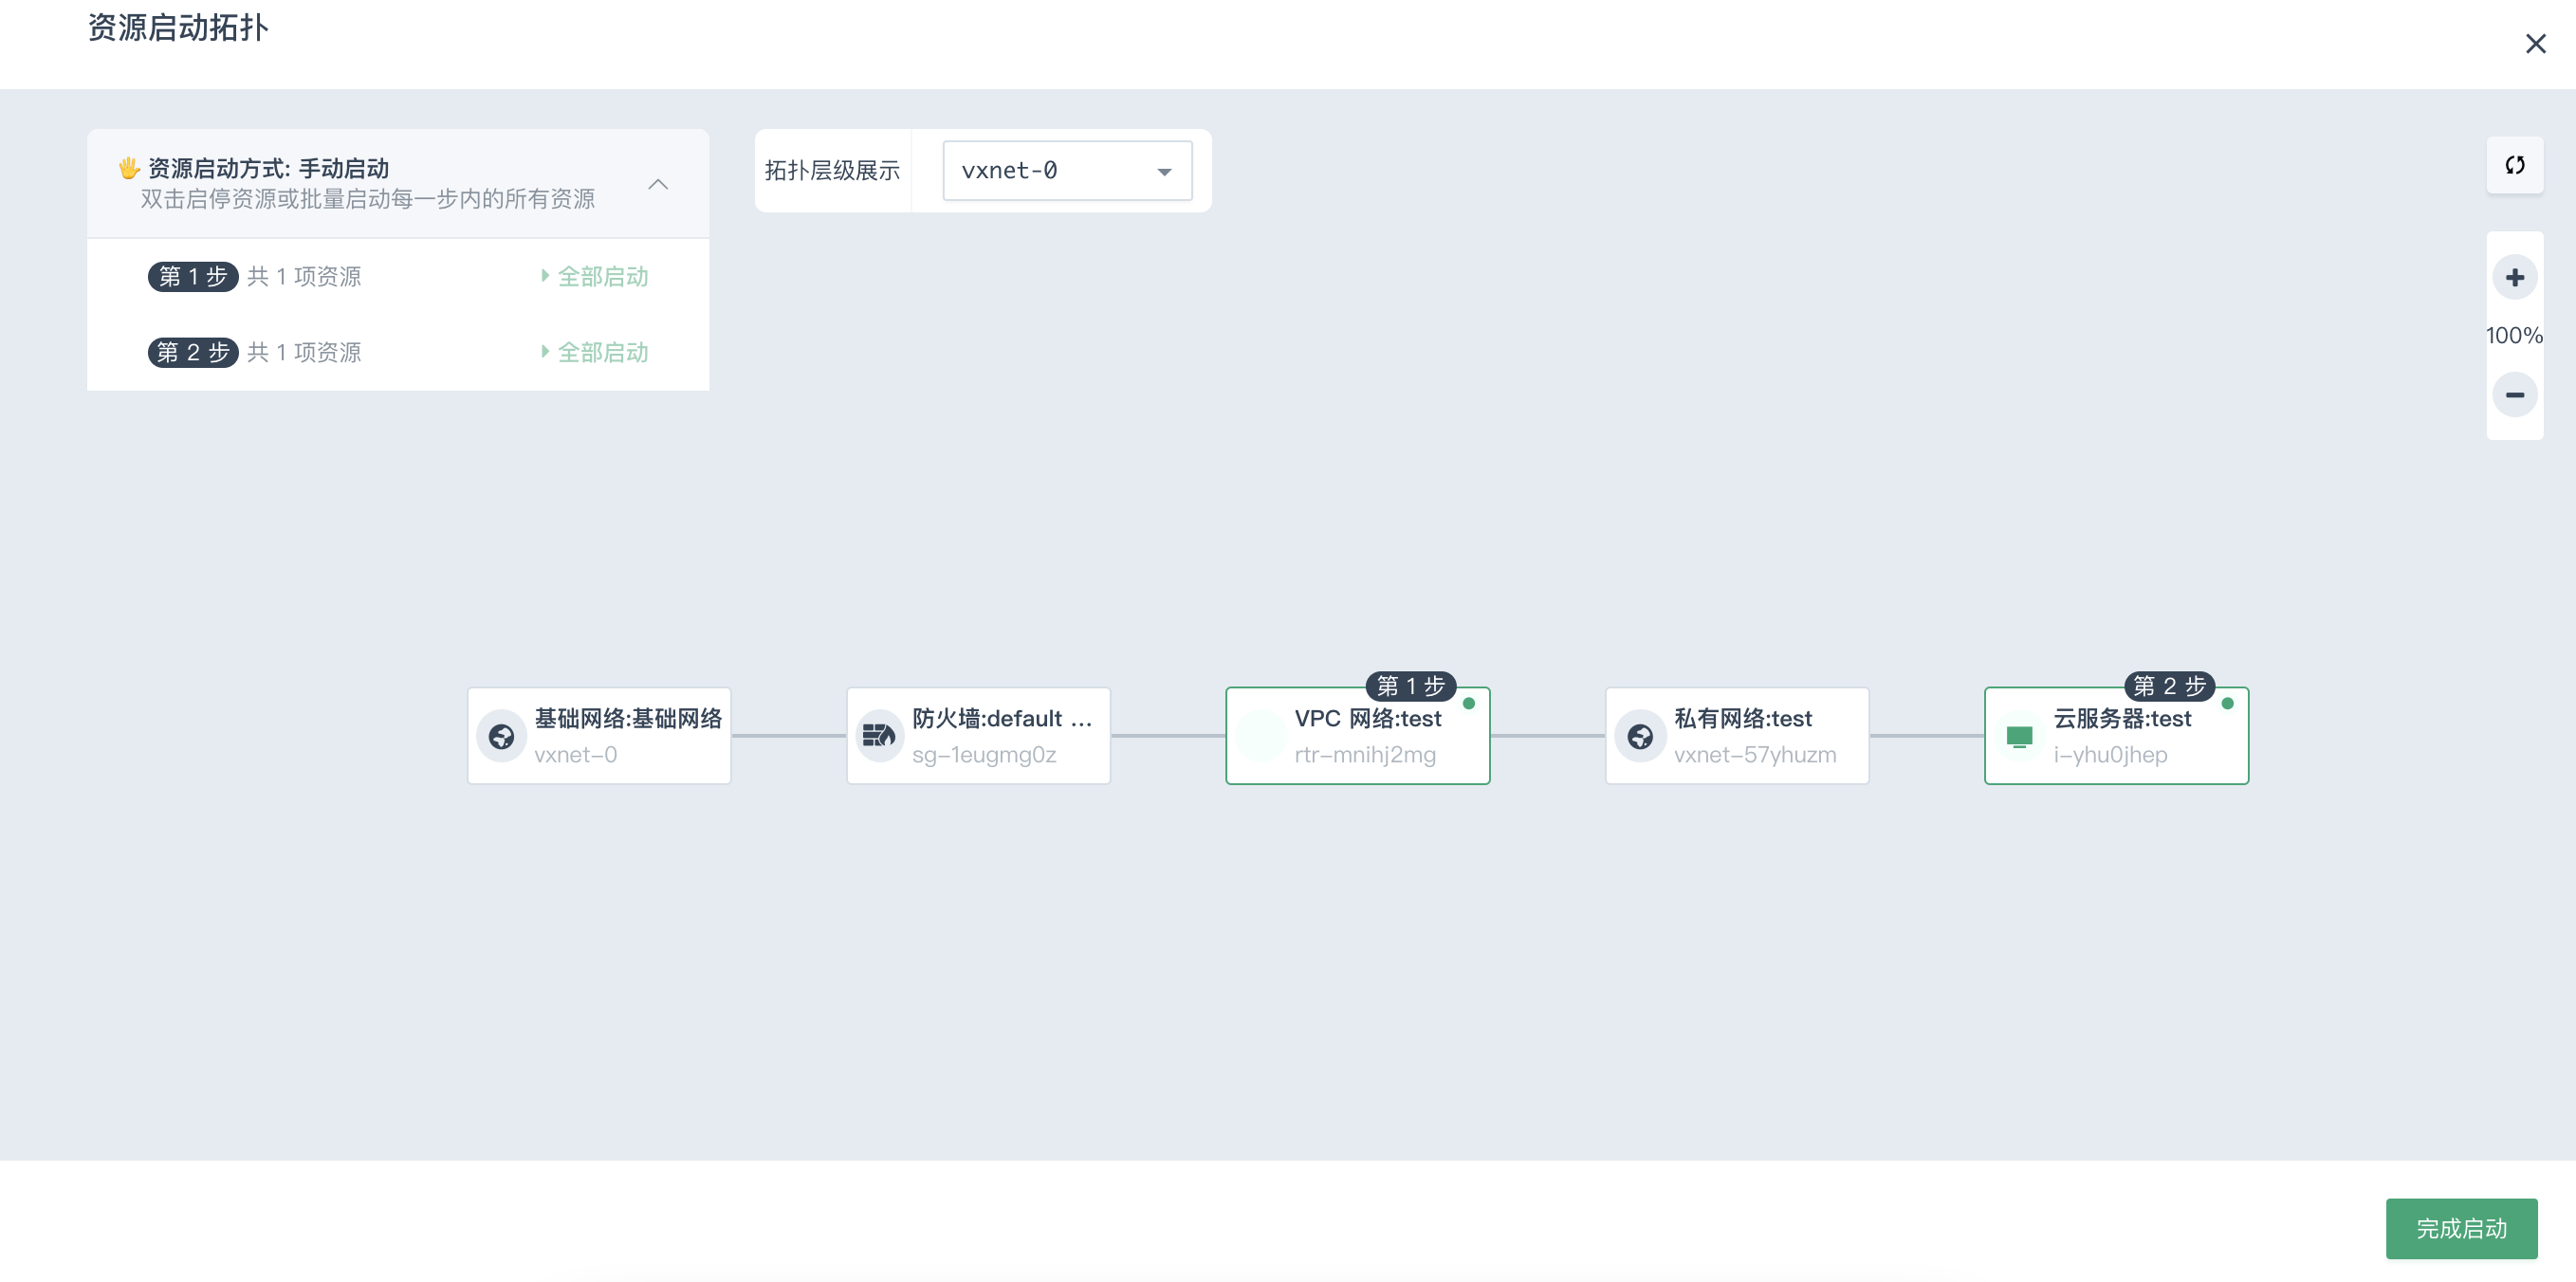 资源启动拓扑
资源启动方式: 手动启动
双击启停资源或批量启动每一步内的所有资源
第 1 步 共 1 项资源 全部启动
第 2 步 共 1 项资源 全部启动
拓扑层级展示 vxnet-0
100%
第 1 步
第 2 步
基础网络:基础网络
vxnet-0
防火墙:default ...
sg-1eugmg0z
VPC 网络:test
rtr-mnihj2mg
私有网络:test
vxnet-57yhuzm
云服务器:test
i-yhu0jhep
完成启动